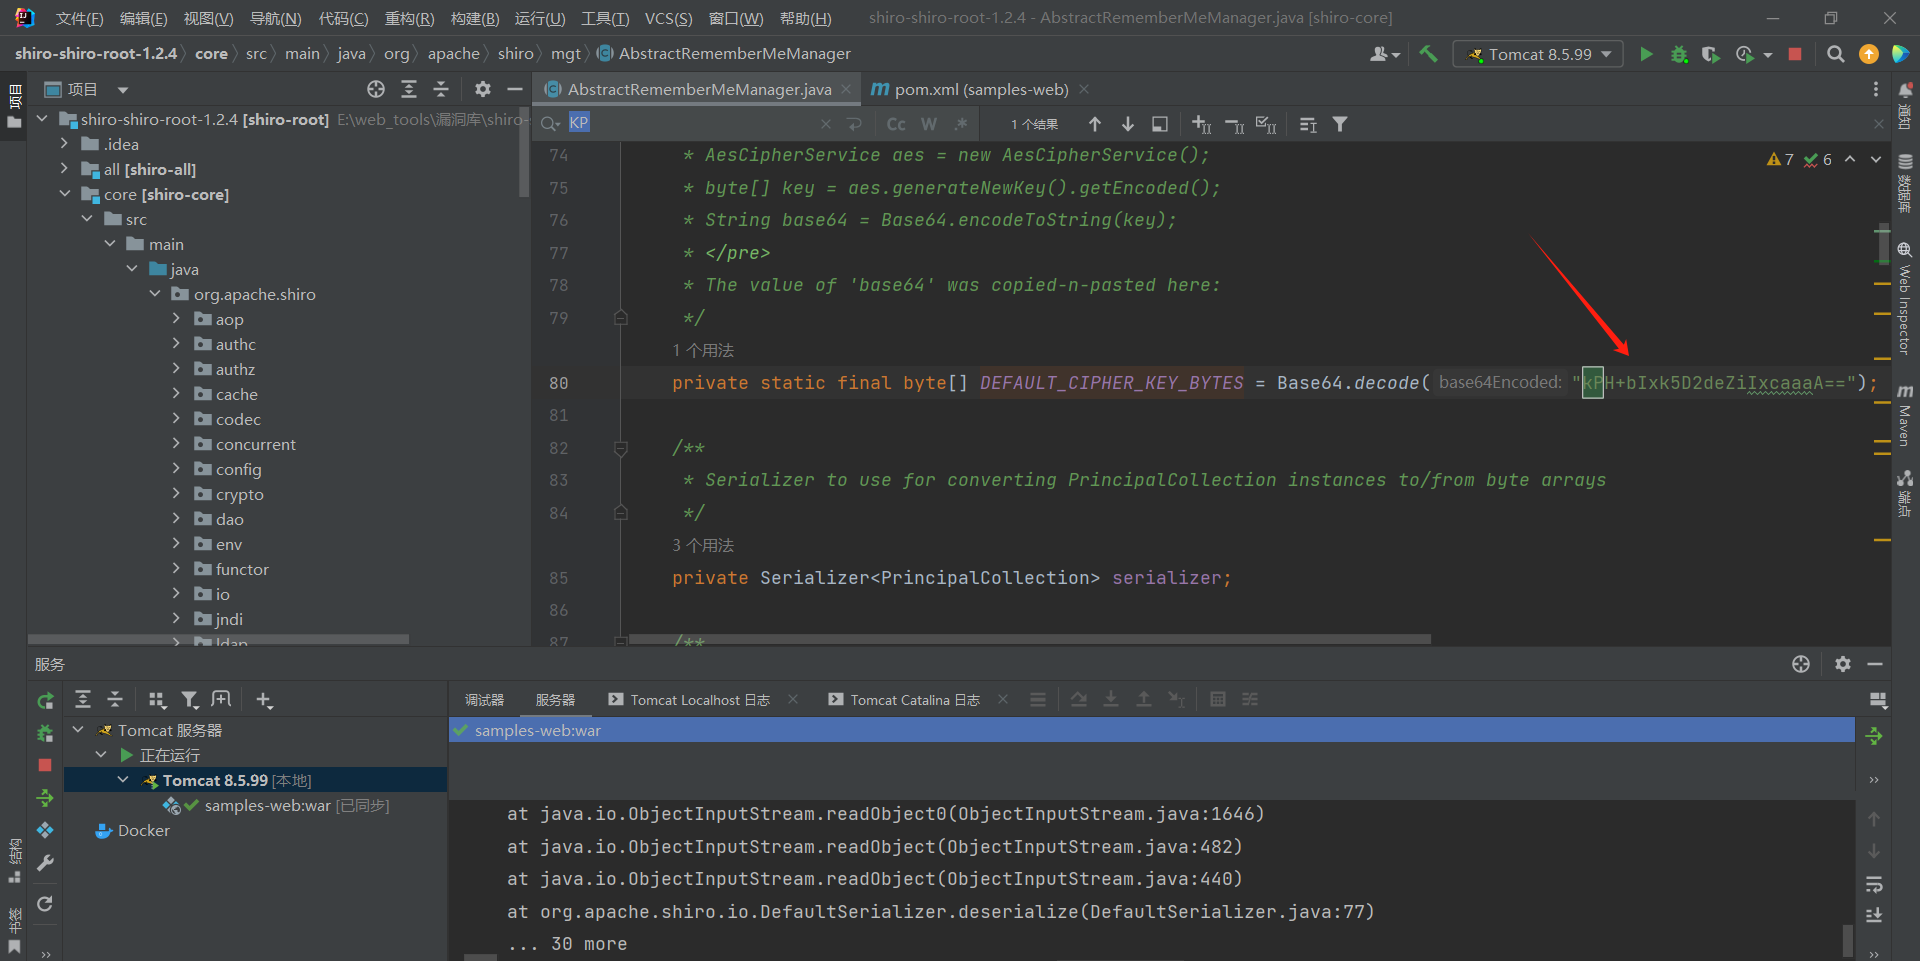 文件(F) 编辑(E) 视图(V) 导航(N) 代码(C) 重构(R) 构建(B) 运行(U) 工具(T) VCS(S) 窗口(W) 帮助(H) shiro-shiro-root-1.2.4 - AbstractRememberMeManager.java [shiro-core]
shiro-shiro-root-1.2.4 core src main java org apache shiro mgt AbstractRememberMeManager
Tomcat 8.5.99
项目
项目
AbstractRememberMeManager.java
pom.xml (samples-web)
KP
Cc W .*
1 个结果
shiro-shiro-root-1.2.4 [shiro-root] E:\web_tools\漏洞库\shiro-
.idea
all [shiro-all]
core [shiro-core]
src
main
java
org.apache.shiro
aop
authc
authz
cache
codec
concurrent
config
crypto
dao
env
functor
io
jndi
ldap
7 6
74 * AesCipherService aes = new AesCipherService();
75 * byte[] key = aes.generateNewKey().getEncoded();
76 * String base64 = Base64.encodeToString(key);
77 * </pre>
78 * The value of 'base64' was copied-n-pasted here:
79 */
1 个用法
80 private static final byte[] DEFAULT_CIPHER_KEY_BYTES = Base64.decode( base64Encoded: "kPH+bIxk5D2deZiIxcaaaA==");
81
82 /**
83 * Serializer to use for converting PrincipalCollection instances to/from byte arrays
84 */
3 个用法
85 private Serializer<PrincipalCollection> serializer;
86
87 /**
通知
数据库
Web Inspector
m Maven
端点
服务
调试器 服务器 Tomcat Localhost 日志 Tomcat Catalina 日志
Tomcat 服务器
正在运行
Tomcat 8.5.99 [本地]
samples-web:war [已同步]
Docker
samples-web:war
at java.io.ObjectInputStream.readObject0(ObjectInputStream.java:1646)
at java.io.ObjectInputStream.readObject(ObjectInputStream.java:482)
at java.io.ObjectInputStream.readObject(ObjectInputStream.java:440)
at org.apache.shiro.io.DefaultSerializer.deserialize(DefaultSerializer.java:77)
... 30 more
结构
书签